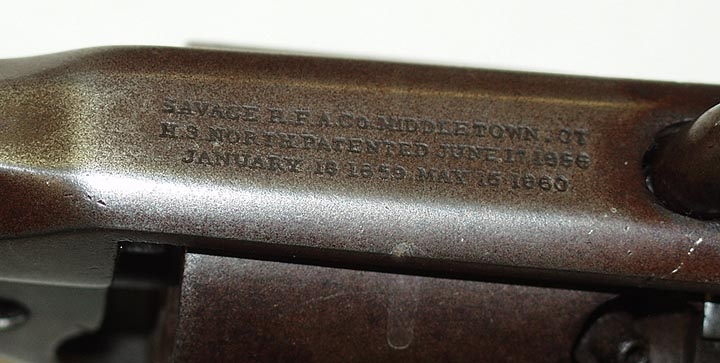 SAVAGE R.F.A.CO. MIDDLETOWN. CT
H.S. NORTH PATENTED JUNE 17 1856
JANUARY 18 1859 MAY 15 1860